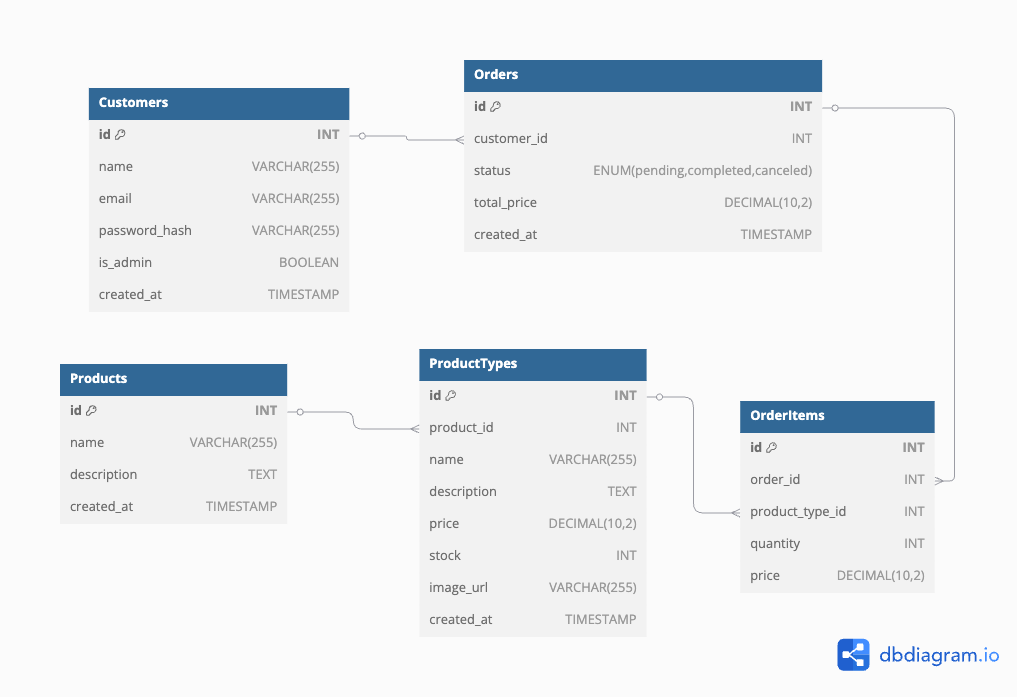 Customers
id INT
name VARCHAR(255)
email VARCHAR(255)
password_hash VARCHAR(255)
is_admin BOOLEAN
created_at TIMESTAMP
Orders
id INT
customer_id INT
status ENUM(pending,completed,canceled)
total_price DECIMAL(10,2)
created_at TIMESTAMP
Products
id INT
name VARCHAR(255)
description TEXT
created_at TIMESTAMP
ProductTypes
id INT
product_id INT
name VARCHAR(255)
description TEXT
price DECIMAL(10,2)
stock INT
image_url VARCHAR(255)
created_at TIMESTAMP
OrderItems
id INT
order_id INT
product_type_id INT
quantity INT
price DECIMAL(10,2)
dbdiagram.io